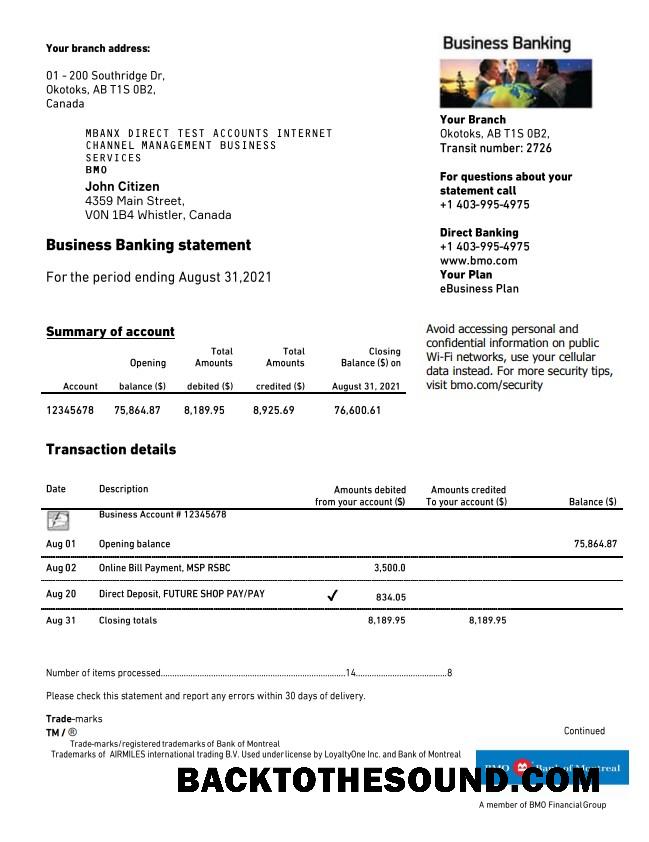 Your branch address:
01 - 200 Southridge Dr,
Okotoks, AB T1S 0B2,
Canada
MBANX DIRECT TEST ACCOUNTS INTERNET
CHANNEL MANAGEMENT BUSINESS
SERVICES
BMO
John Citizen
4359 Main Street,
V0N 1B4 Whistler, Canada
Business Banking statement
For the period ending August 31,2021
Business Banking
Your Branch
Okotoks, AB T1S 0B2,
Transit number: 2726
For questions about your
statement call
+1 403-995-4975
Direct Banking
+1 403-995-4975
www.bmo.com
Your Plan
eBusiness Plan
Summary of account
Total Total Closing
Opening Amounts Amounts Balance ($) on
Account balance ($) debited ($) credited ($) August 31, 2021
12345678 75,864.87 8,189.95 8,925.69 76,600.61
Avoid accessing personal and
confidential information on public
Wi-Fi networks, use your cellular
data instead. For more security tips,
visit bmo.com/security
Transaction details
Date Description Amounts debited Amounts credited
from your account ($) To your account ($) Balance ($)
Business Account # 12345678
Aug 01 Opening balance 75,864.87
Aug 02 Online Bill Payment, MSP RSBC 3,500.0
Aug 20 Direct Deposit, FUTURE SHOP PAY/PAY ✓ 834.05
Aug 31 Closing totals 8,189.95 8,189.95
Number of items processed.....14.....8
Please check this statement and report any errors within 30 days of delivery.
Trade-marks
TM / ®
Continued
Trade-marks/registered trademarks of Bank of Montreal
Trademarks of AIRMILES international trading B.V. Used under license by LoyaltyOne Inc. and Bank of Montreal
BMO Bank of Montreal
BACKTOTHESOUND.COM
A member of BMO Financial Group